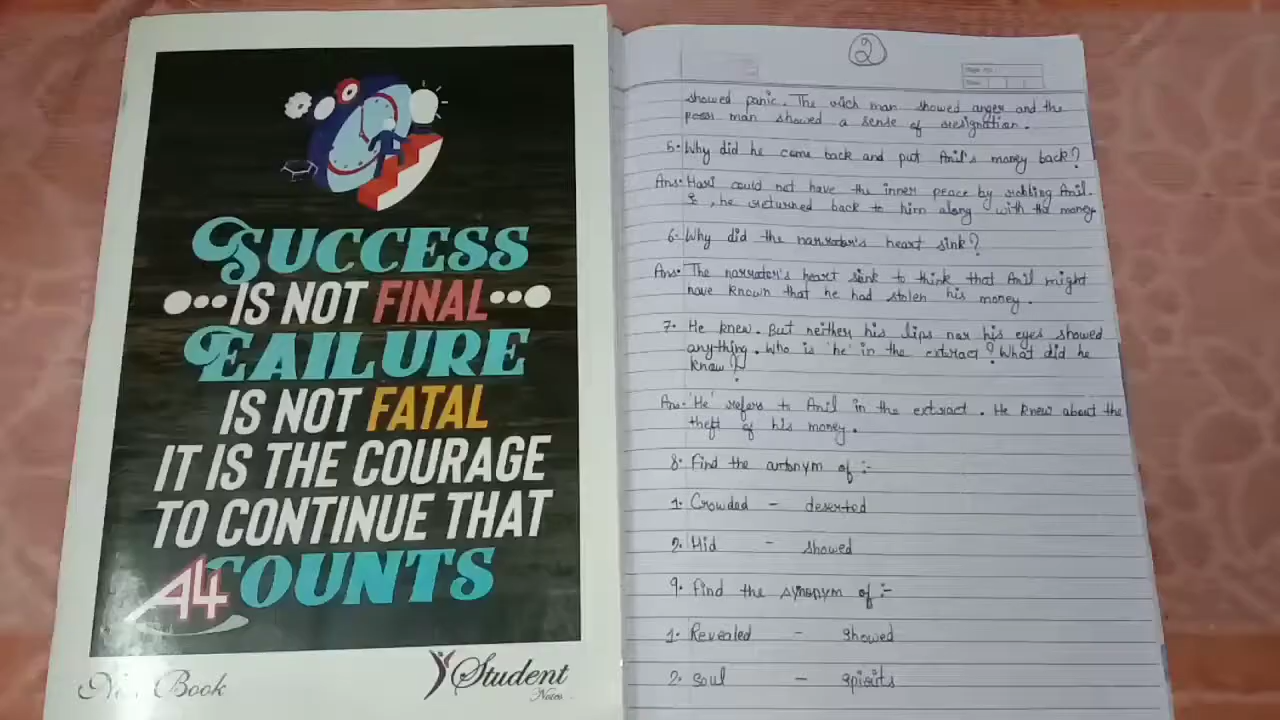 SUCCESS
IS NOT FINAL
FAILURE
IS NOT FATAL
IT IS THE COURAGE
TO CONTINUE THAT
COUNTS
A4
Note Book
Student
Notes
2
showed panic. The rich man showed anger and the
poor man showed a sense of resignation.
5. Why did he come back and put Anil's money back?
Ans. Hari could not have the inner peace by robbing Anil.
&, he returned back to him along with the money
6. Why did the narrator's heart sink?
Ans. The narrator's heart sink to think that Anil might
have known that he had stolen his money.
7. He knew. But neither his lips nor his eyes showed
anything. Who is 'he' in the extract? What did he
know?
Ans. 'He' refers to Anil in the extract. He knew about the
theft of his money.
8. Find the antonym of :-
1. Crowded - deserted
2. Hid - showed
9. Find the synonym of :-
1. Revealed - showed
2. soul - spirits